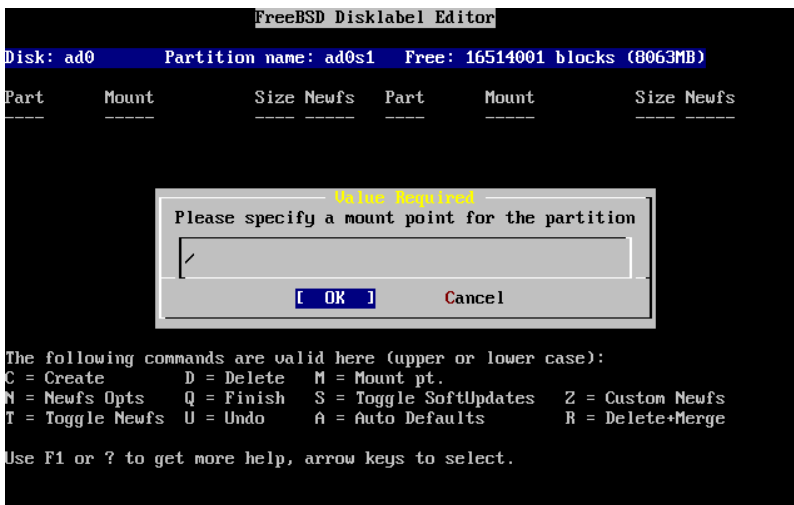 FreeBSD Disklabel Editor
Disk: ad0 Partition name: ad0s1 Free: 16514001 blocks (8063MB)
Part Mount Size Newfs Part Mount Size Newfs
---- ----- ---- ----- ---- ----- ---- -----
Value Required
Please specify a mount point for the partition
/
[ OK ] Cancel
The following commands are valid here (upper or lower case):
C = Create D = Delete M = Mount pt.
N = Newfs Opts Q = Finish S = Toggle SoftUpdates Z = Custom Newfs
T = Toggle Newfs U = Undo A = Auto Defaults R = Delete+Merge
Use F1 or ? to get more help, arrow keys to select.